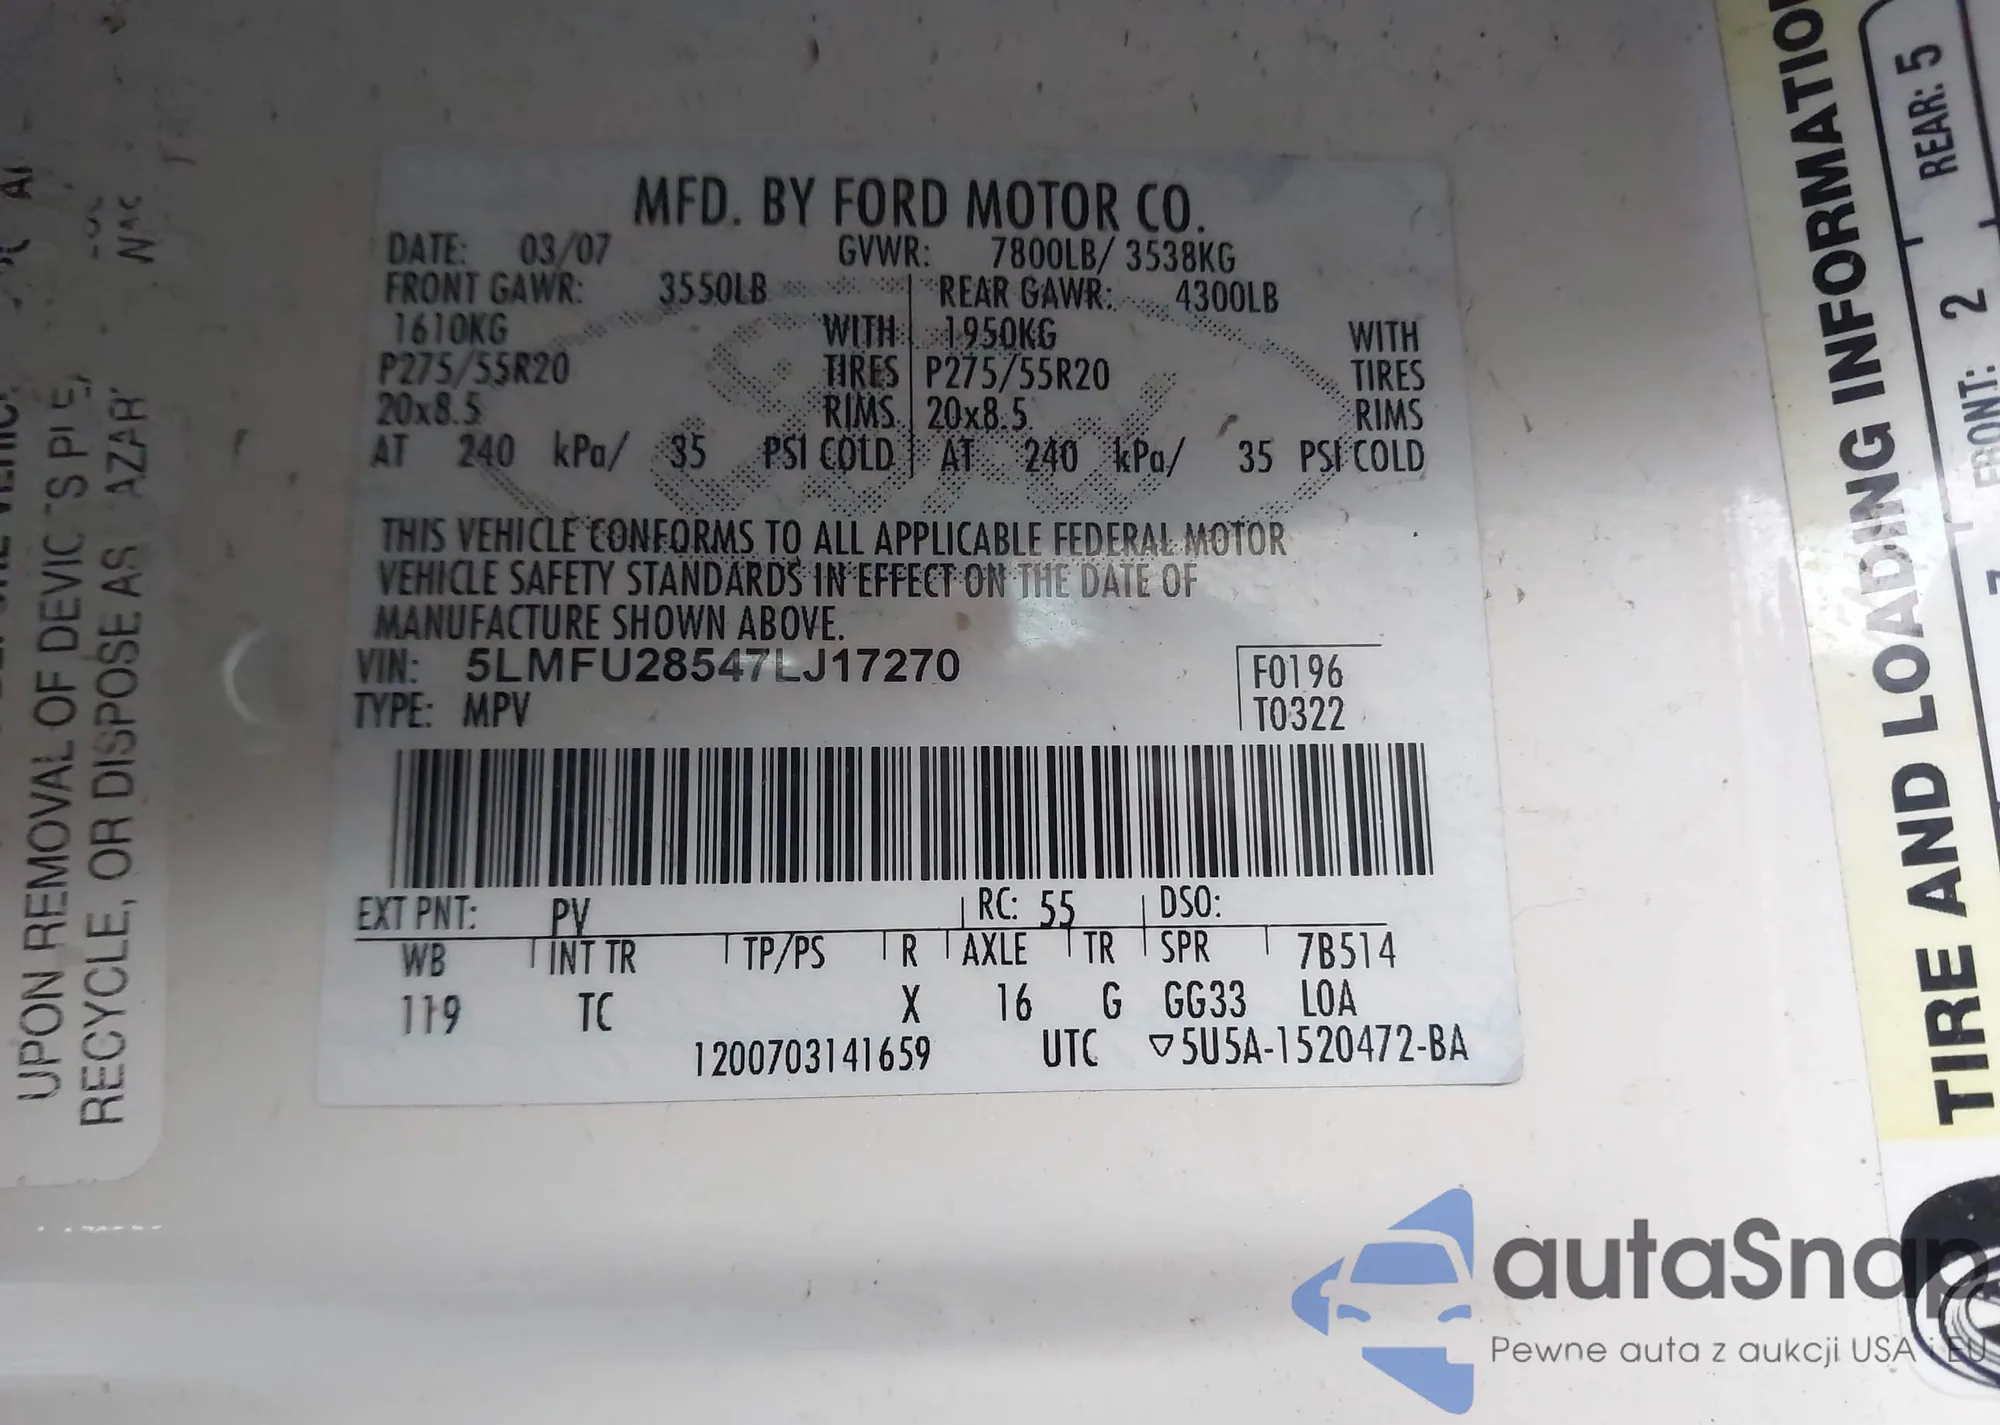 MFD. BY FORD MOTOR CO.
DATE: 03/07 GVWR: 7800LB/ 3538KG
FRONT GAWR: 3550LB REAR GAWR: 4300LB
1610KG WITH 1950KG WITH
P275/55R20 TIRES P275/55R20 TIRES
20x8.5 RIMS 20x8.5 RIMS
AT 240 kPa/ 35 PSI COLD AT 240 kPa/ 35 PSI COLD
THIS VEHICLE CONFORMS TO ALL APPLICABLE FEDERAL MOTOR
VEHICLE SAFETY STANDARDS IN EFFECT ON THE DATE OF
MANUFACTURE SHOWN ABOVE.
VIN: 5LMFU28547LJ17270
F0196
TYPE: MPV
T0322
EXT PNT: PV RC: 55 DSO:
WB INT TR TP/PS R AXLE TR SPR 7B514
119 TC X 16 G GG33 LOA
1200703141659 UTC ▽5U5A-1520472-BA
UPON REMOVAL OF
RECYCLE, OR DISPOSE AS
TIRE AND LOADING INFORMATION
FRONT: 2 REAR: 5
7
autaSnap
Pewne auta z aukcji USA i EU